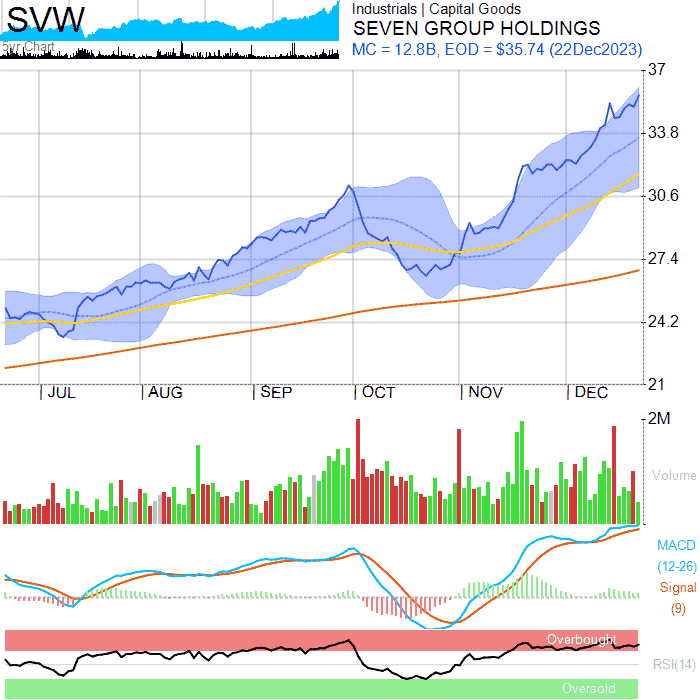 SVW
5yr Chart
Industrials | Capital Goods
SEVEN GROUP HOLDINGS
MC = 12.8B, EOD = $35.74 (22Dec2023)
37
33.8
30.6
27.4
24.2
21
JUL AUG SEP OCT NOV DEC
2M
Volume
MACD
(12-26)
Signal
(9)
Overbought
RSI(14)
Oversold